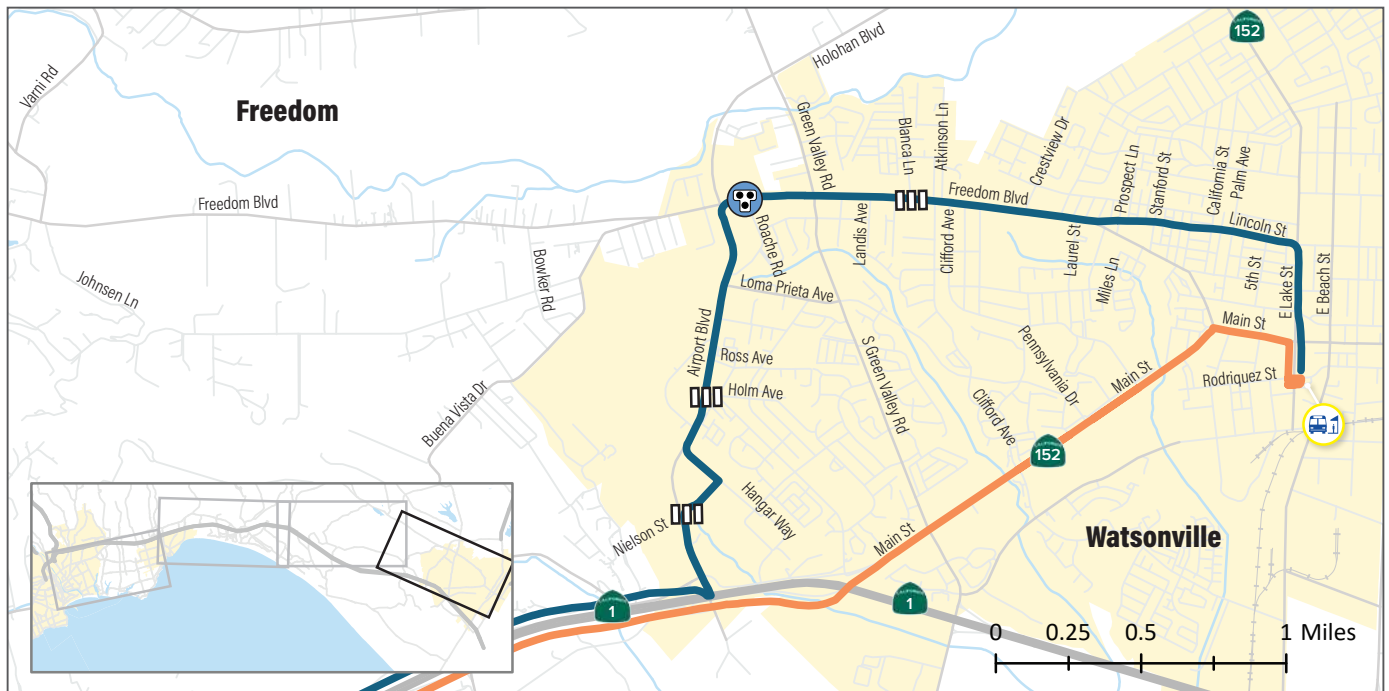 CALIFORNIA
152
Holohan Blvd
Varni Rd
Freedom
Green Valley Rd
Blanca Ln
Atkinson Ln
Crestview Dr
Prospect Ln
Stanford St
California St
Palm Ave
Freedom Blvd
Freedom Blvd
Lincoln St
Roache Rd
Landis Ave
Clifford Ave
Laurel St
Miles Ln
5th St
E Lake St
E Beach St
Bowker Rd
Johnsen Ln
Loma Prieta Ave
Airport Blvd
Main St
Ross Ave
Holm Ave
S Green Valley Rd
Pennsylvania Dr
Main St
Rodriquez St
Buena Vista Dr
Clifford Ave
CALIFORNIA
152
Hangar Way
Nielson St
Main St
Watsonville
CALIFORNIA
1
CALIFORNIA
1
0 0.25 0.5 1 Miles